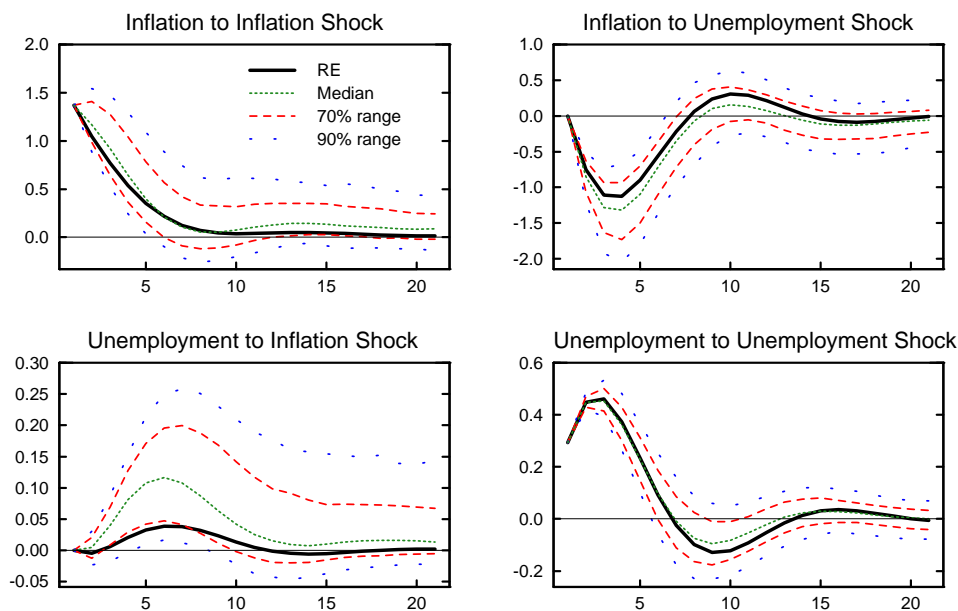 Inflation to Inflation Shock
2.0
1.5
1.0
0.5
0.0
RE
Median
70% range
90% range
5 10 15 20
Inflation to Unemployment Shock
1.0
0.5
0.0
-0.5
-1.0
-1.5
-2.0
5 10 15 20
Unemployment to Inflation Shock
0.30
0.25
0.20
0.15
0.10
0.05
0.00
-0.05
5 10 15 20
Unemployment to Unemployment Shock
0.6
0.4
0.2
0.0
-0.2
5 10 15 20